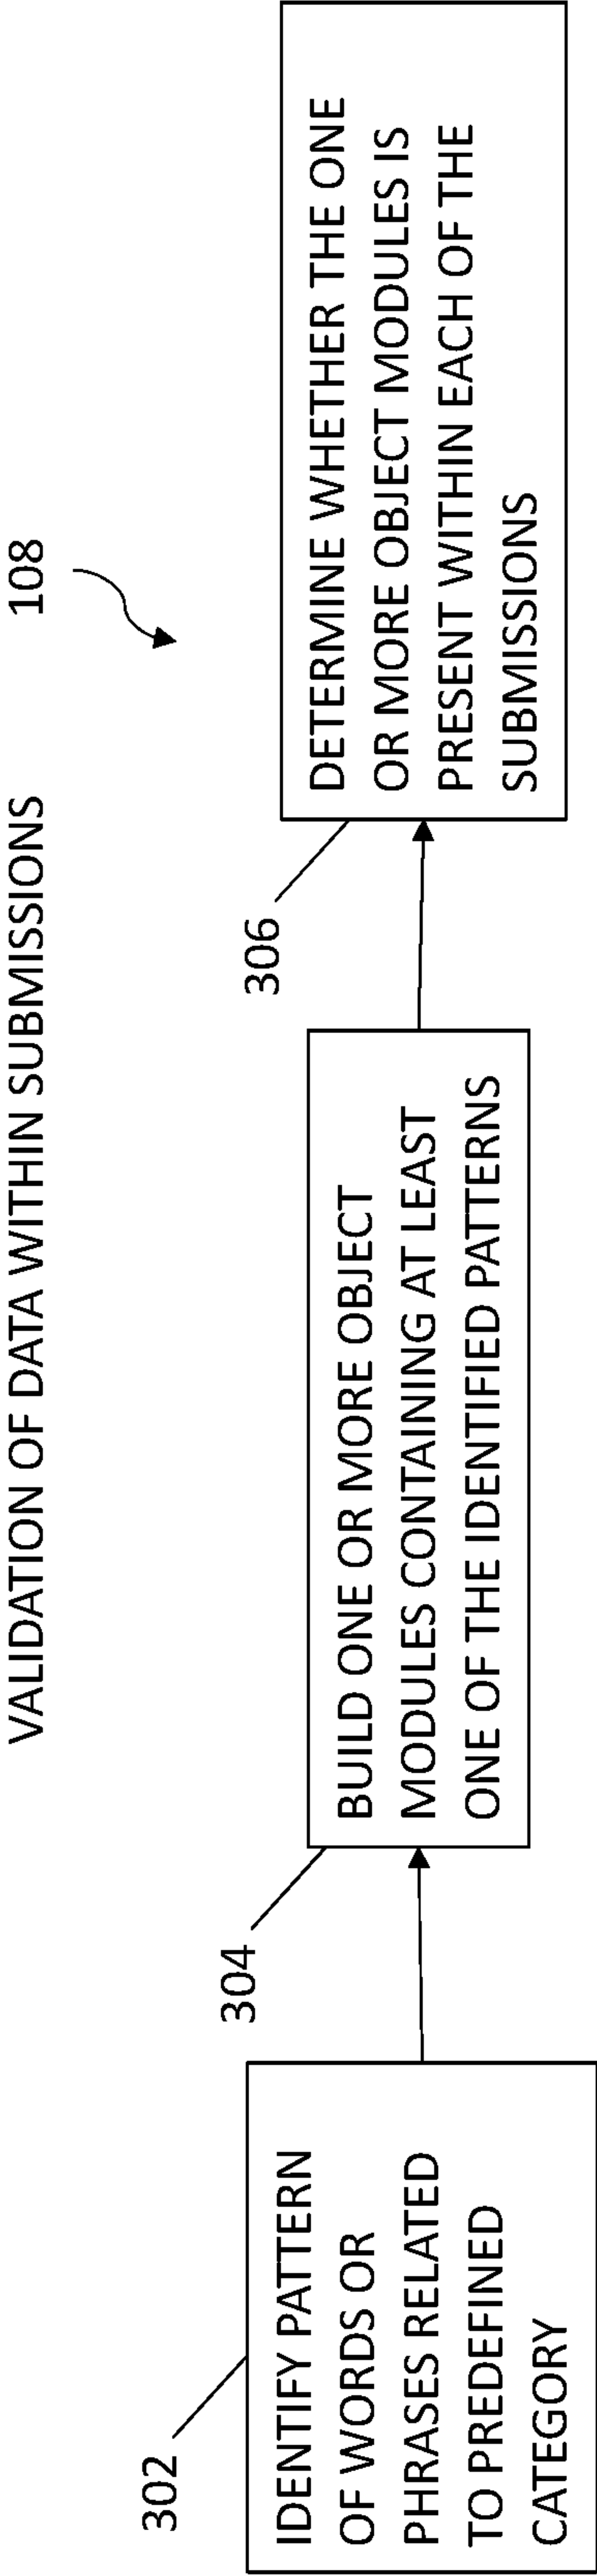 VALIDATION OF DATA WITHIN SUBMISSIONS
108
302
IDENTIFY PATTERN
OF WORDS OR
PHRASES RELATED
TO PREDEFINED
CATEGORY
304
BUILD ONE OR MORE OBJECT
MODULES CONTAINING AT LEAST
ONE OF THE IDENTIFIED PATTERNS
306
DETERMINE WHETHER THE ONE
OR MORE OBJECT MODULES IS
PRESENT WITHIN EACH OF THE
SUBMISSIONS